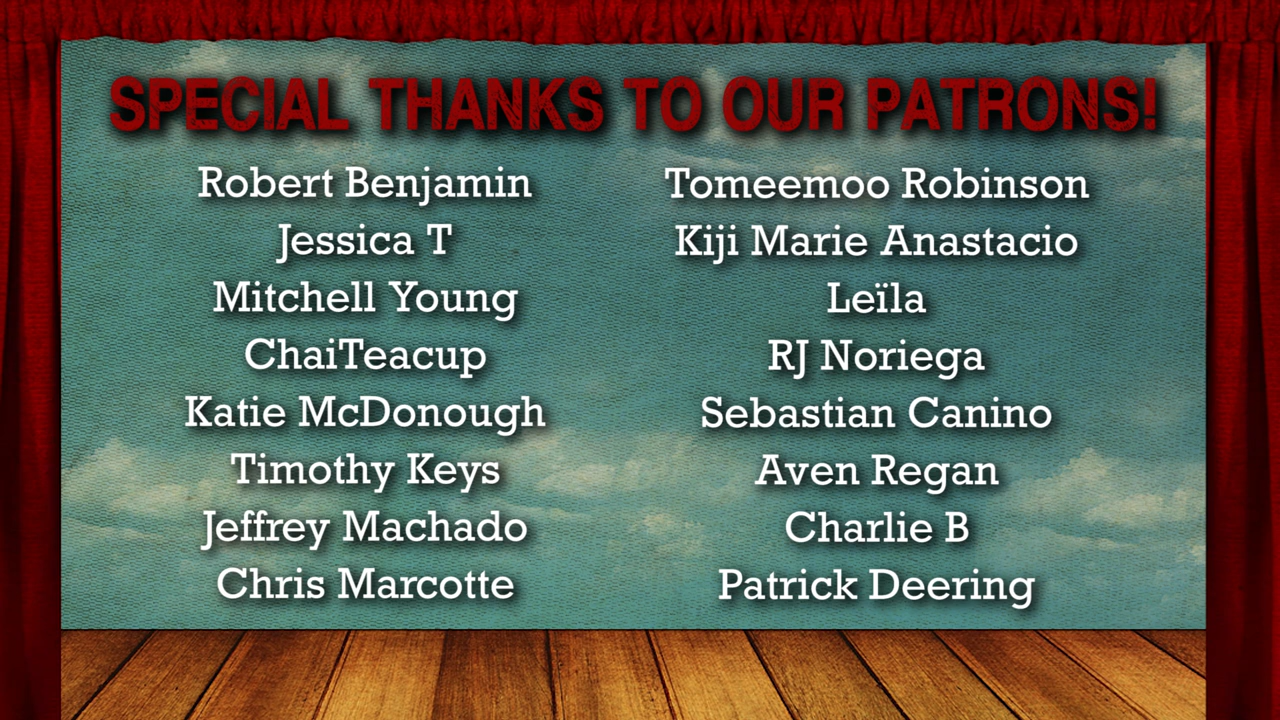 SPECIAL THANKS TO OUR PATRONS!
Robert Benjamin
Jessica T
Mitchell Young
ChaiTeacup
Katie McDonough
Timothy Keys
Jeffrey Machado
Chris Marcotte
Tomeemoo Robinson
Kiji Marie Anastacio
Leïla
RJ Noriega
Sebastian Canino
Aven Regan
Charlie B
Patrick Deering